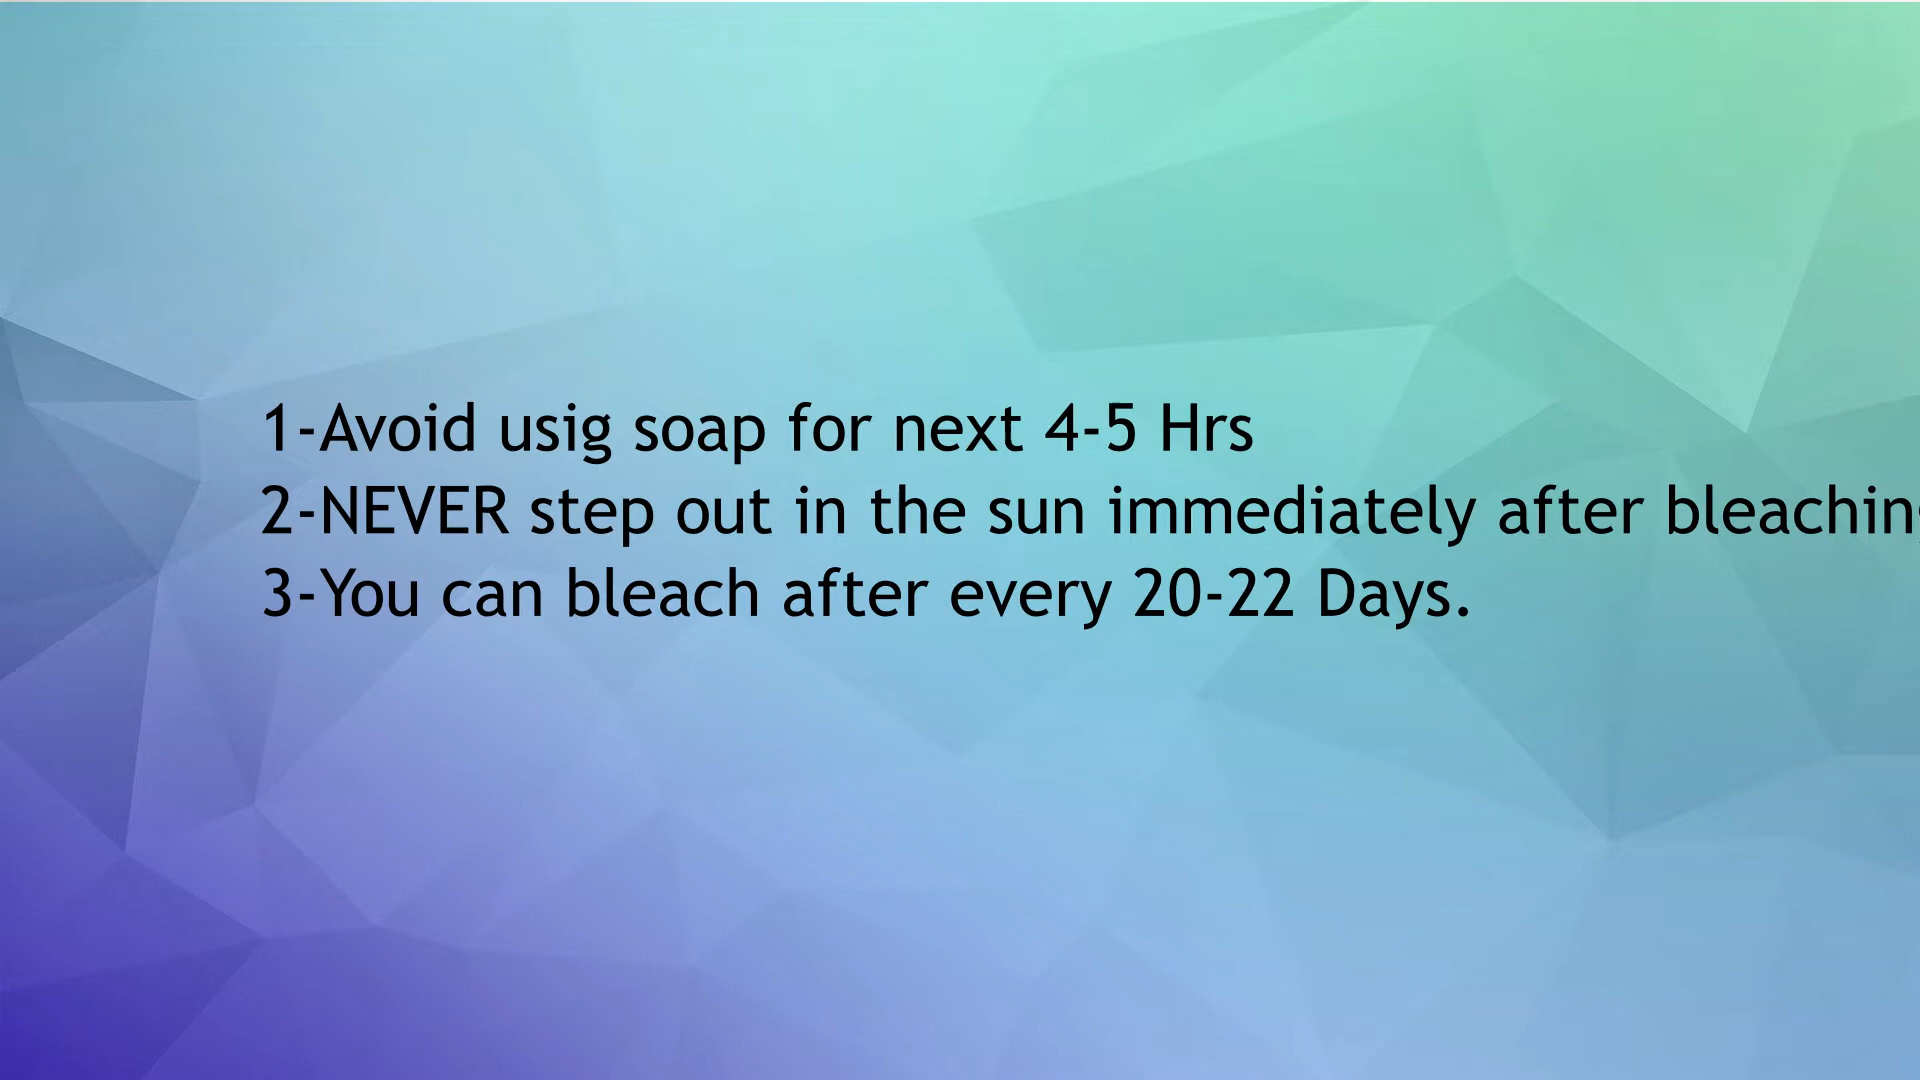 1-Avoid usig soap for next 4-5 Hrs
2-NEVER step out in the sun immediately after
3-You can bleach after every 20-22 Days.